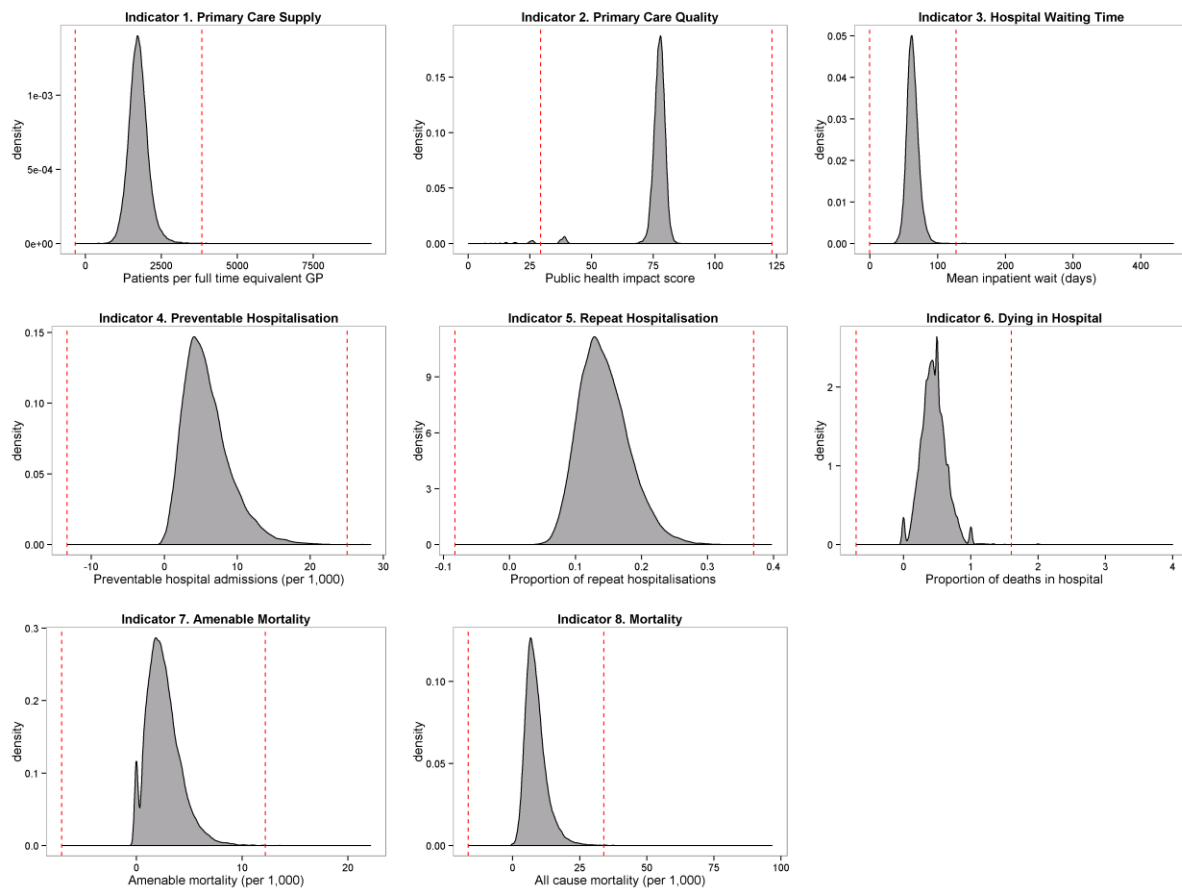 Indicator 1. Primary Care Supply
density
1e-03
5e-04
0e+00
0
2500
5000
7500
Patients per full time equivalent GP
Indicator 2. Primary Care Quality
density
0.15
0.10
0.05
0.00
0
25
50
75
100
125
Public health impact score
Indicator 3. Hospital Waiting Time
density
0.05
0.04
0.03
0.02
0.01
0.00
0
100
200
300
400
Mean inpatient wait (days)
Indicator 4. Preventable Hospitalisation
density
0.15
0.10
0.05
0.00
-10
0
10
20
30
Preventable hospital admissions (per 1,000)
Indicator 5. Repeat Hospitalisation
density
9
6
3
0
-0.1
0.0
0.1
0.2
0.3
0.4
Proportion of repeat hospitalisations
Indicator 6. Dying in Hospital
density
2
1
0
0
1
2
3
4
Proportion of deaths in hospital
Indicator 7. Amenable Mortality
density
0.3
0.2
0.1
0.0
0
10
20
Amenable mortality (per 1,000)
Indicator 8. Mortality
density
0.10
0.05
0.00
0
25
50
75
100
All cause mortality (per 1,000)